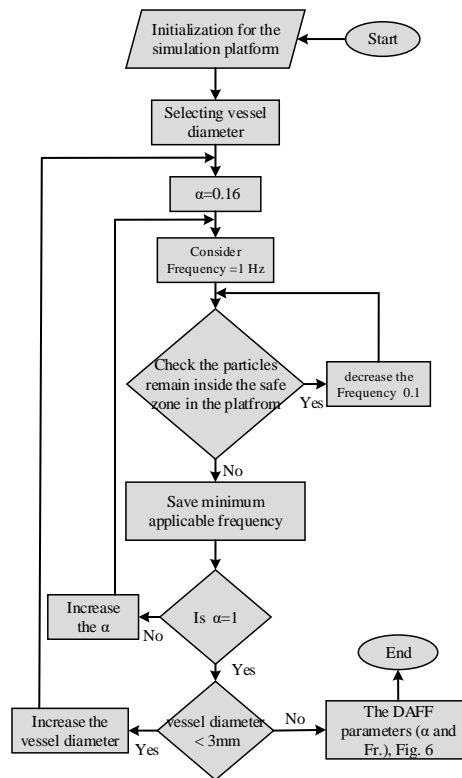 Initialization for the
simulation platform
Start
Selecting vessel
diameter
α=0.16
Consider
Frequency =1 Hz
Check the particles
remain inside the safe
zone in the platfrom
Yes
decrease the
Frequency 0.1
No
Save minimum
applicable frequency
Is α=1
No
Increase
the α
Yes
End
vessel diameter
< 3mm
Yes
Increase the
vessel diameter
No
The DAFF
parameters (α and
Fr.), Fig. 6